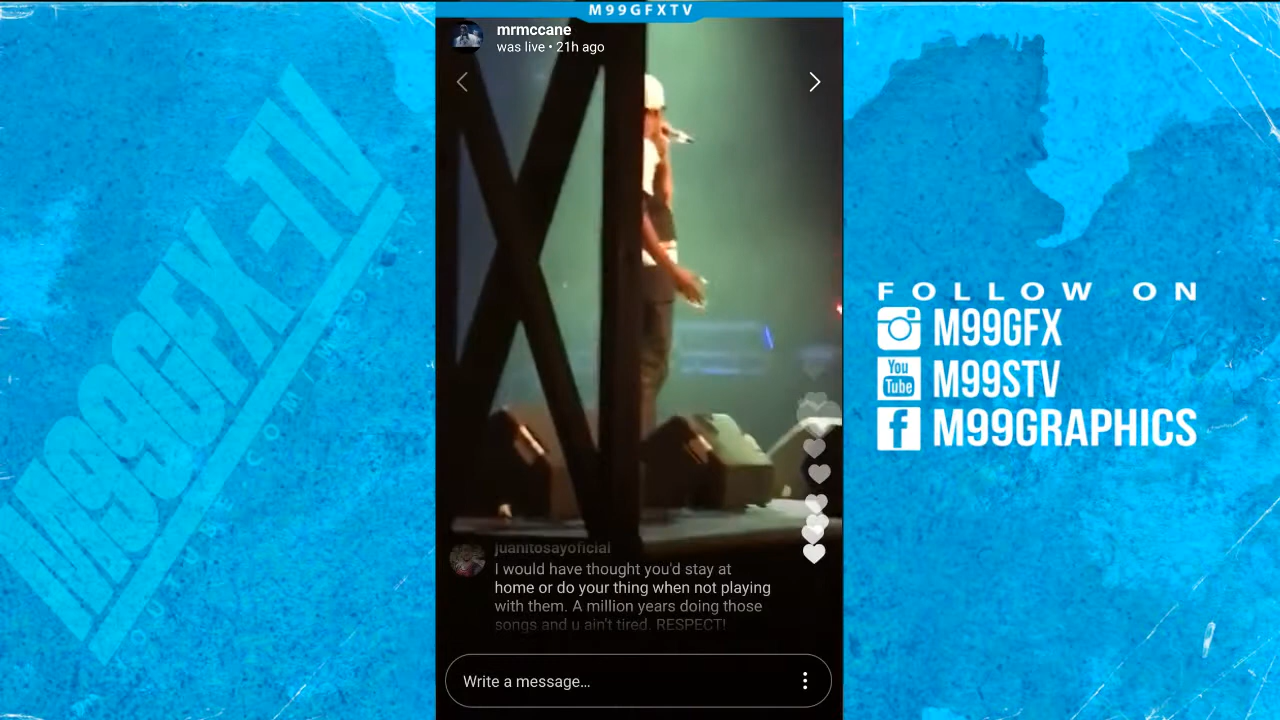 M99GFXTV
mrmccane
was live • 21h ago
M99GFX-TV
juanitosayoficial
I would have thought you'd stay at
home or do your thing when not playing
with them. A million years doing those
songs and u ain't tired. RESPECT!
Write a message...
FOLLOW ON
M99GFX
You
Tube
M99STV
f
M99GRAPHICS